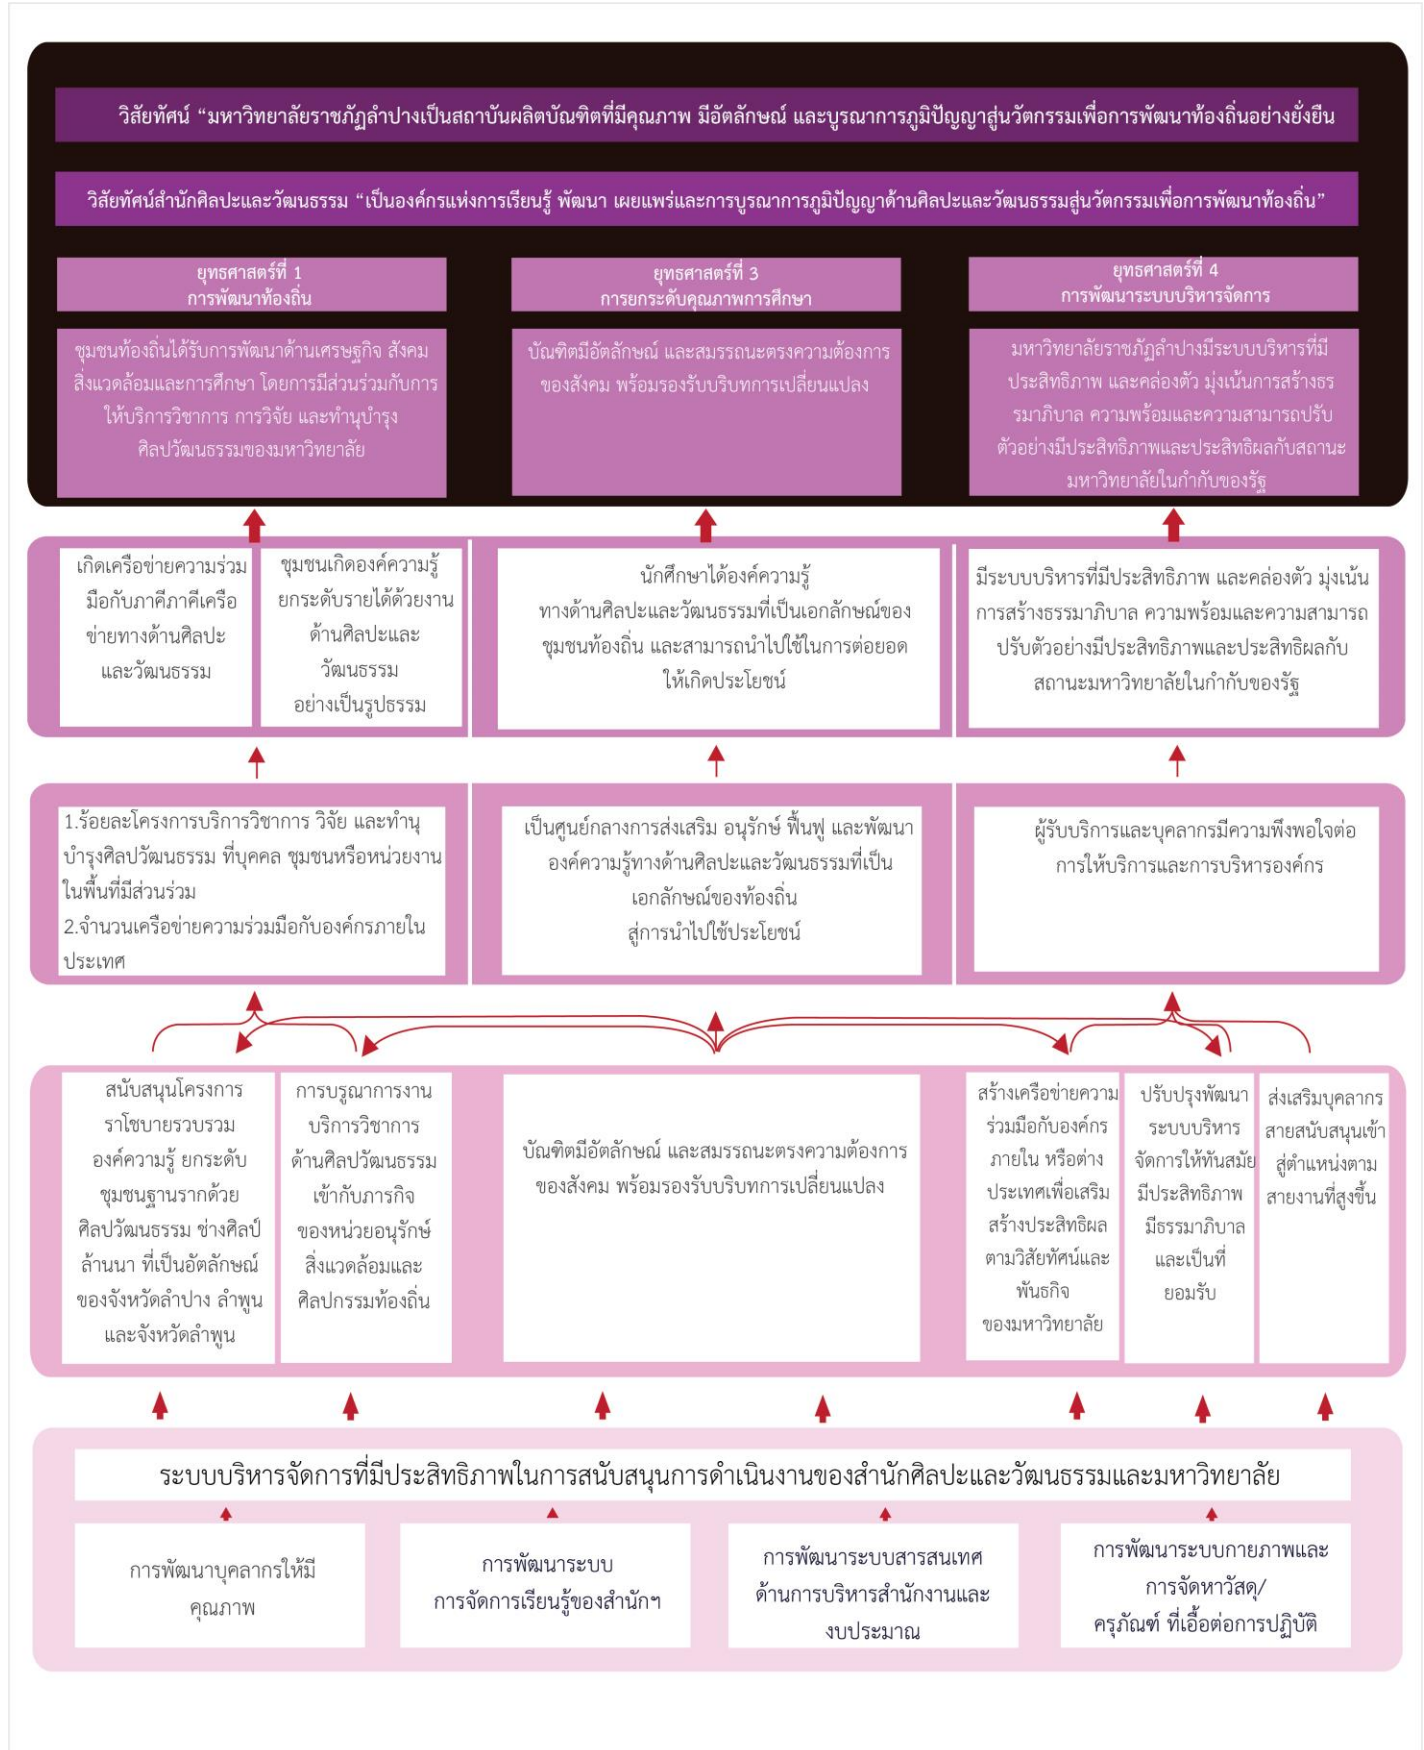 วิสัยทัศน์ “มหาวิทยาลัยราชภัฏลำปางเป็นสถาบันผลิตบัณฑิตที่มีคุณภาพ มีอัตลักษณ์ และบูรณาการภูมิปัญญาสู่นวัตกรรมเพื่อการพัฒนาท้องถิ่นอย่างยั่งยืน
วิสัยทัศน์สำนักศิลปะและวัฒนธรรม “เป็นองค์กรแห่งการเรียนรู้ พัฒนา เผยแพร่และการบูรณาการภูมิปัญญาด้านศิลปะและวัฒนธรรมสู่นวัตกรรมเพื่อการพัฒนาท้องถิ่น”
ยุทธศาสตร์ที่ 1
การพัฒนาท้องถิ่น
ยุทธศาสตร์ที่ 3
การยกระดับคุณภาพการศึกษา
ยุทธศาสตร์ที่ 4
การพัฒนาระบบบริหารจัดการ
ชุมชนท้องถิ่นได้รับการพัฒนาด้านเศรษฐกิจ สังคม
สิ่งแวดล้อมและการศึกษา โดยการมีส่วนร่วมกับการ
ให้บริการวิชาการ การวิจัย และทำนุบำรุง
ศิลปวัฒนธรรมของมหาวิทยาลัย
บัณฑิตมีอัตลักษณ์ และสมรรถนะตรงความต้องการ
ของสังคม พร้อมรองรับบริบทการเปลี่ยนแปลง
มหาวิทยาลัยราชภัฏลำปางมีระบบบริหารที่มี
ประสิทธิภาพ และคล่องตัว มุ่งเน้นการสร้างธร
รมาภิบาล ความพร้อมและความสามารถปรับ
ตัวอย่างมีประสิทธิภาพและประสิทธิผลกับสถานะ
มหาวิทยาลัยในกำกับของรัฐ
เกิดเครือข่ายความร่วม
มือกับภาคีภาคีเครือ
ข่ายทางด้านศิลปะ
และวัฒนธรรม
ชุมชนเกิดองค์ความรู้
ยกระดับรายได้ด้วยงาน
ด้านศิลปะและ
วัฒนธรรม
อย่างเป็นรูปธรรม
นักศึกษาได้องค์ความรู้
ทางด้านศิลปะและวัฒนธรรมที่เป็นเอกลักษณ์ของ
ชุมชนท้องถิ่น และสามารถนำไปใช้ในการต่อยอด
ให้เกิดประโยชน์
มีระบบบริหารที่มีประสิทธิภาพ และคล่องตัว มุ่งเน้น
การสร้างธรรมาภิบาล ความพร้อมและความสามารถ
ปรับตัวอย่างมีประสิทธิภาพและประสิทธิผลกับ
สถานะมหาวิทยาลัยในกำกับของรัฐ
1.ร้อยละโครงการบริการวิชาการ วิจัย และทำนุ
บำรุงศิลปวัฒนธรรม ที่บุคคล ชุมชนหรือหน่วยงาน
ในพื้นที่มีส่วนร่วม
2.จำนวนเครือข่ายความร่วมมือกับองค์กรภายใน
ประเทศ
เป็นศูนย์กลางการส่งเสริม อนุรักษ์ ฟื้นฟู และพัฒนา
องค์ความรู้ทางด้านศิลปะและวัฒนธรรมที่เป็น
เอกลักษณ์ของท้องถิ่น
สู่การนำไปใช้ประโยชน์
ผู้รับบริการและบุคลากรมีความพึงพอใจต่อ
การให้บริการและการบริหารองค์กร
สนับสนุนโครงการ
ราโชบายรวบรวม
องค์ความรู้ ยกระดับ
ชุมชนฐานรากด้วย
ศิลปวัฒนธรรม ช่างศิลป์
ล้านนา ที่เป็นอัตลักษณ์
ของจังหวัดลำปาง ลำพูน
และจังหวัดลำพูน
การบรูณาการงาน
บริการวิชาการ
ด้านศิลปวัฒนธรรม
เข้ากับภารกิจ
ของหน่วยอนุรักษ์
สิ่งแวดล้อมและ
ศิลปกรรมท้องถิ่น
บัณฑิตมีอัตลักษณ์ และสมรรถนะตรงความต้องการ
ของสังคม พร้อมรองรับบริบทการเปลี่ยนแปลง
สร้างเครือข่ายความ
ร่วมมือกับองค์กร
ภายใน หรือต่าง
ประเทศเพื่อเสริม
สร้างประสิทธิผล
ตามวิสัยทัศน์และ
พันธกิจ
ของมหาวิทยาลัย
ปรับปรุงพัฒนา
ระบบบริหาร
จัดการให้ทันสมัย
มีประสิทธิภาพ
มีธรรมาภิบาล
และเป็นที่
ยอมรับ
ส่งเสริมบุคลากร
สายสนับสนุนเข้า
สู่ตำแหน่งตาม
สายงานที่สูงขึ้น
ระบบบริหารจัดการที่มีประสิทธิภาพในการสนับสนุนการดำเนินงานของสำนักศิลปะและวัฒนธรรมและมหาวิทยาลัย
การพัฒนาบุคลากรให้มี
คุณภาพ
การพัฒนาระบบ
การจัดการเรียนรู้ของสำนักฯ
การพัฒนาระบบสารสนเทศ
ด้านการบริหารสำนักงานและ
งบประมาณ
การพัฒนาระบบกายภาพและ
การจัดหาวัสดุ/
ครุภัณฑ์ ที่เอื้อต่อการปฏิบัติ